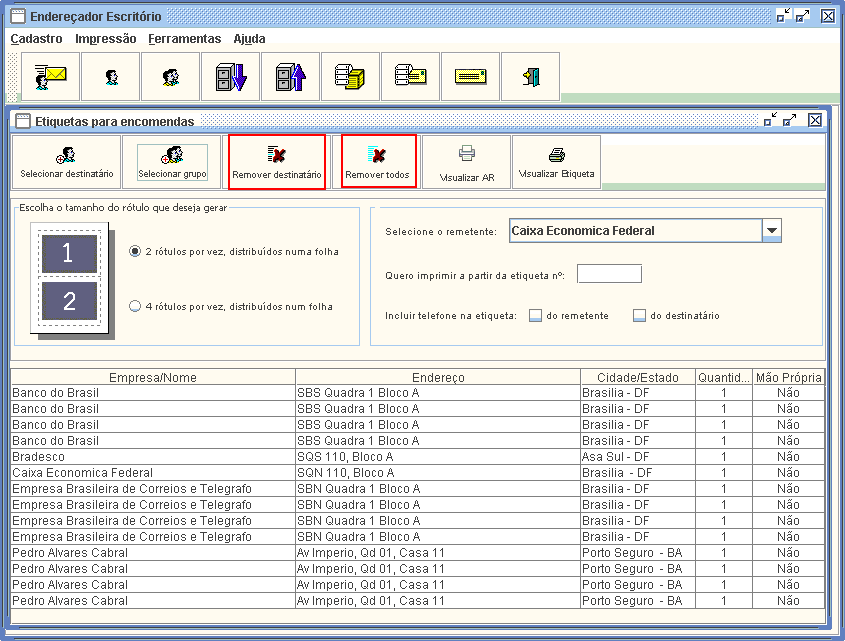 Endereçador Escritório
Cadastro Impressão Ferramentas Ajuda
Etiquetas para encomendas
Selecionar destinatário Selecionar grupo Remover destinatário Remover todos Visualizar AR Visualizar Etiqueta
Escolha o tamanho do rótulo que deseja gerar
1
2
2 rótulos por vez, distribuídos numa folha
4 rótulos por vez, distribuídos num folha
Selecione o remetente: Caixa Economica Federal
Quero imprimir a partir da etiqueta nº:
Incluir telefone na etiqueta: do remetente do destinatário
Empresa/Nome Endereço Cidade/Estado Quantid... Mão Própria
Banco do Brasil SBS Quadra 1 Bloco A Brasilia - DF 1 Não
Banco do Brasil SBS Quadra 1 Bloco A Brasilia - DF 1 Não
Banco do Brasil SBS Quadra 1 Bloco A Brasilia - DF 1 Não
Banco do Brasil SBS Quadra 1 Bloco A Brasilia - DF 1 Não
Bradesco SQS 110, Bloco A Asa Sul - DF 1 Não
Caixa Economica Federal SQN 110, Bloco A Brasilia - DF 1 Não
Empresa Brasileira de Correios e Telegrafo SBN Quadra 1 Bloco A Brasilia - DF 1 Não
Empresa Brasileira de Correios e Telegrafo SBN Quadra 1 Bloco A Brasilia - DF 1 Não
Empresa Brasileira de Correios e Telegrafo SBN Quadra 1 Bloco A Brasilia - DF 1 Não
Empresa Brasileira de Correios e Telegrafo SBN Quadra 1 Bloco A Brasilia - DF 1 Não
Pedro Alvares Cabral Av Imperio, Qd 01, Casa 11 Porto Seguro - BA 1 Não
Pedro Alvares Cabral Av Imperio, Qd 01, Casa 11 Porto Seguro - BA 1 Não
Pedro Alvares Cabral Av Imperio, Qd 01, Casa 11 Porto Seguro - BA 1 Não
Pedro Alvares Cabral Av Imperio, Qd 01, Casa 11 Porto Seguro - BA 1 Não